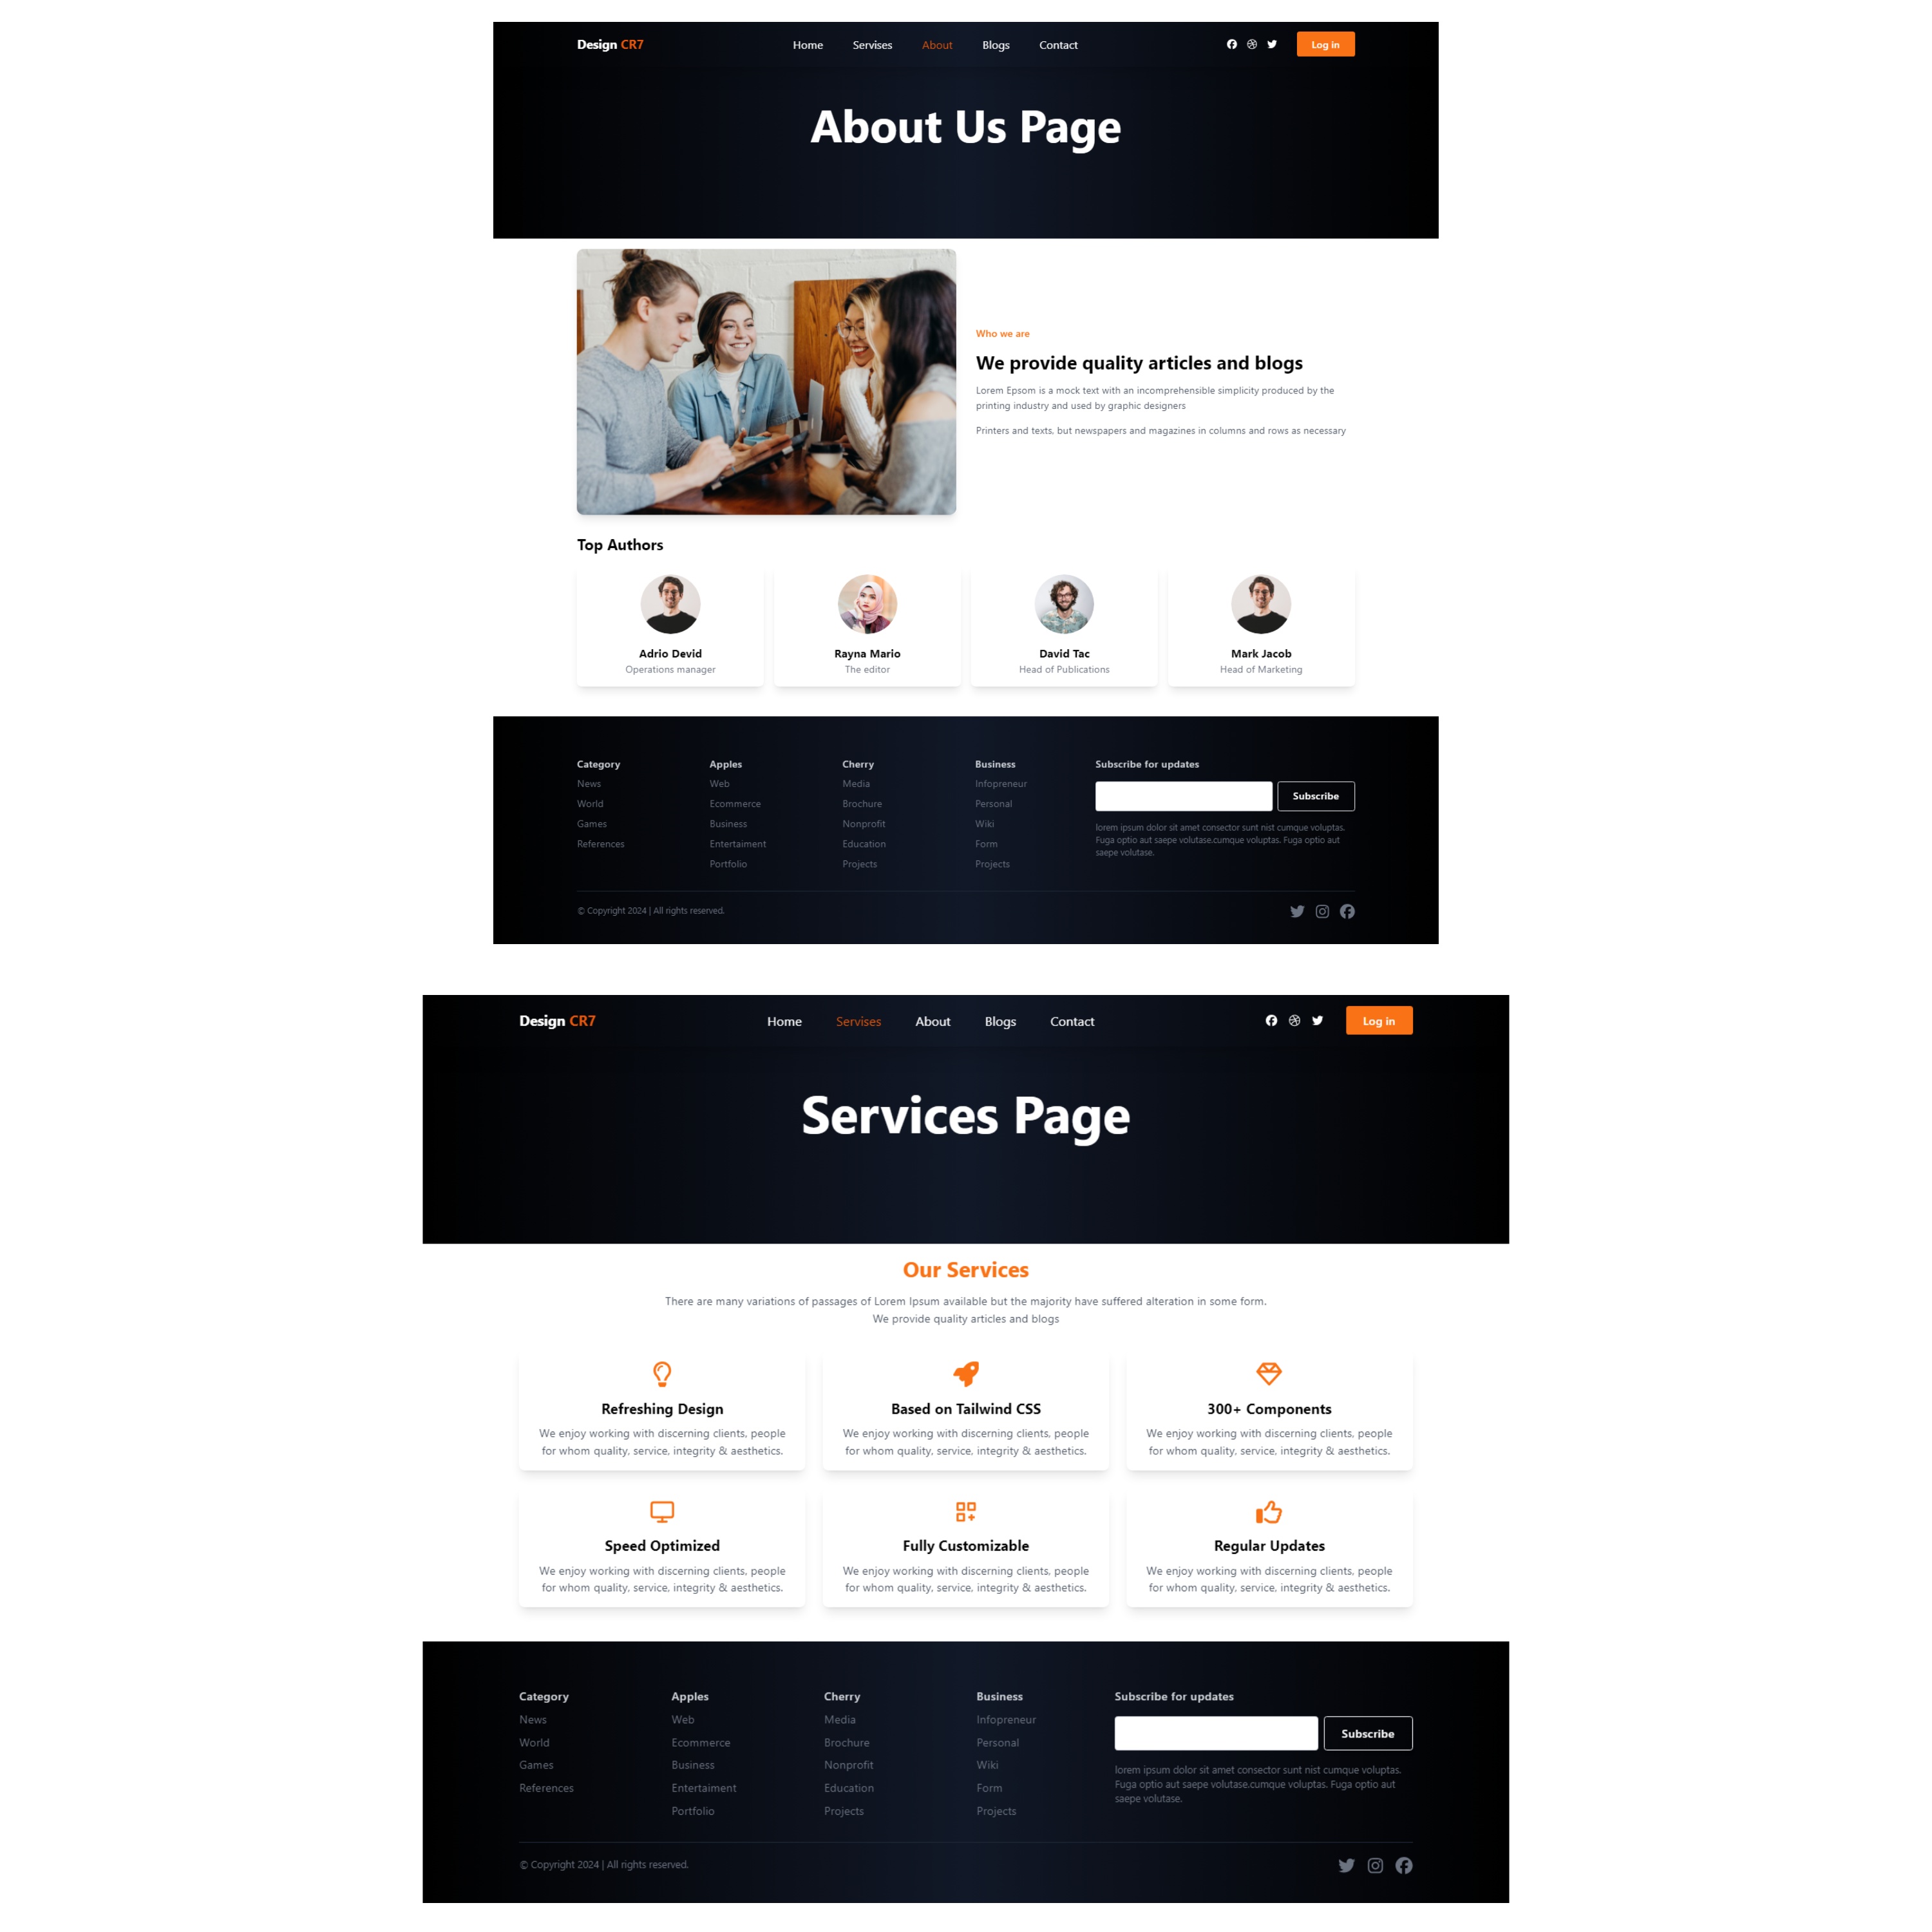 Design CR7
Home Servises About Blogs Contact
Log in
About Us Page
Who we are
We provide quality articles and blogs
Lorem Epsom is a mock text with an incomprehensible simplicity produced by the
printing industry and used by graphic designers
Printers and texts, but newspapers and magazines in columns and rows as necessary
Top Authors
Adrio Devid
Operations manager
Rayna Mario
The editor
David Tac
Head of Publications
Mark Jacob
Head of Marketing
Category
News
World
Games
References
Apples
Web
Ecommerce
Business
Entertaiment
Portfolio
Cherry
Media
Brochure
Nonprofit
Education
Projects
Business
Infopreneur
Personal
Wiki
Form
Projects
Subscribe for updates
Subscribe
lorem ipsum dolor sit amet consector sunt nist cumque voluptas.
Fuga optio aut saepe volutase.cumque voluptas. Fuga optio aut
saepe volutase.
© Copyright 2024 | All rights reserved.
Design CR7
Home Servises About Blogs Contact
Log in
Services Page
Our Services
There are many variations of passages of Lorem Ipsum available but the majority have suffered alteration in some form.
We provide quality articles and blogs
Refreshing Design
We enjoy working with discerning clients, people
for whom quality, service, integrity & aesthetics.
Based on Tailwind CSS
We enjoy working with discerning clients, people
for whom quality, service, integrity & aesthetics.
300+ Components
We enjoy working with discerning clients, people
for whom quality, service, integrity & aesthetics.
Speed Optimized
We enjoy working with discerning clients, people
for whom quality, service, integrity & aesthetics.
Fully Customizable
We enjoy working with discerning clients, people
for whom quality, service, integrity & aesthetics.
Regular Updates
We enjoy working with discerning clients, people
for whom quality, service, integrity & aesthetics.
Category
News
World
Games
References
Apples
Web
Ecommerce
Business
Entertaiment
Portfolio
Cherry
Media
Brochure
Nonprofit
Education
Projects
Business
Infopreneur
Personal
Wiki
Form
Projects
Subscribe for updates
Subscribe
lorem ipsum dolor sit amet consector sunt nist cumque voluptas.
Fuga optio aut saepe volutase.cumque voluptas. Fuga optio aut
saepe volutase.
© Copyright 2024 | All rights reserved.